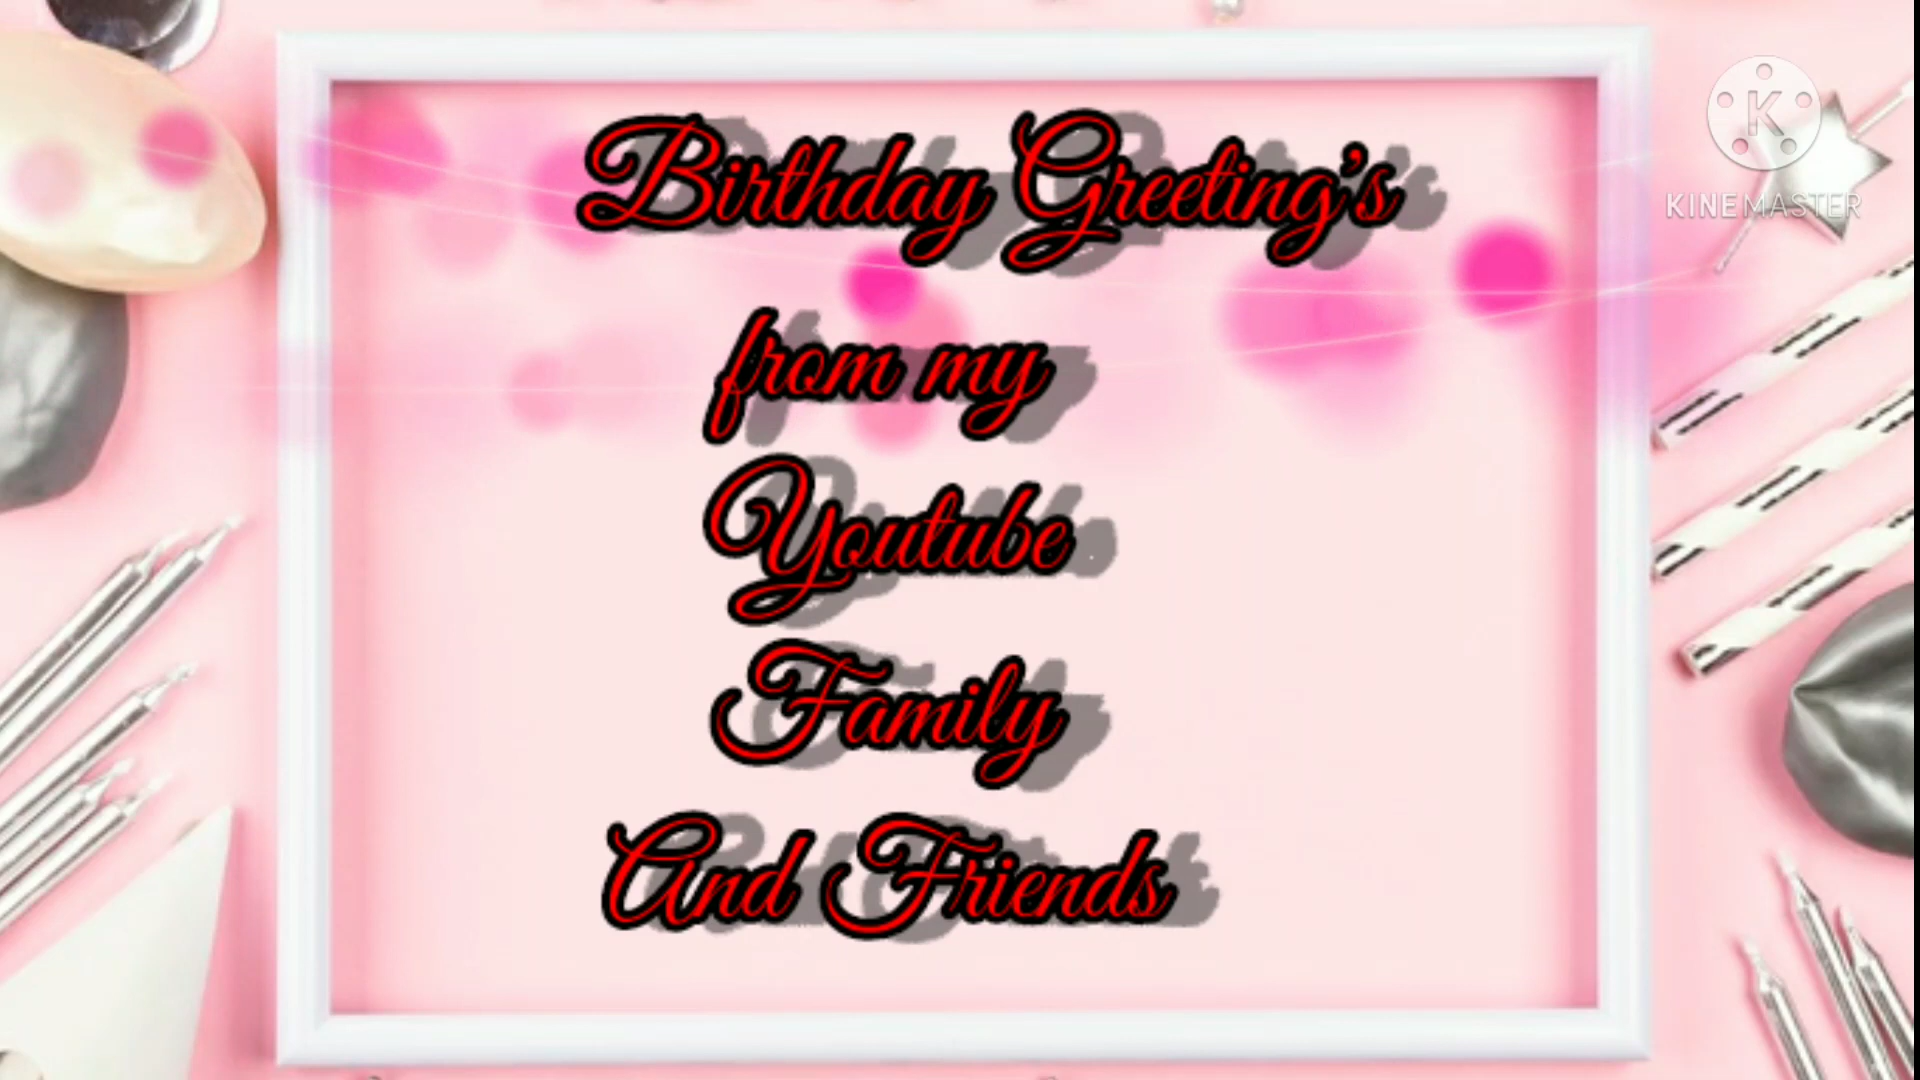 Birthday Greeting's
from my
Youtube
Family
And Friends
K
KINEMASTER